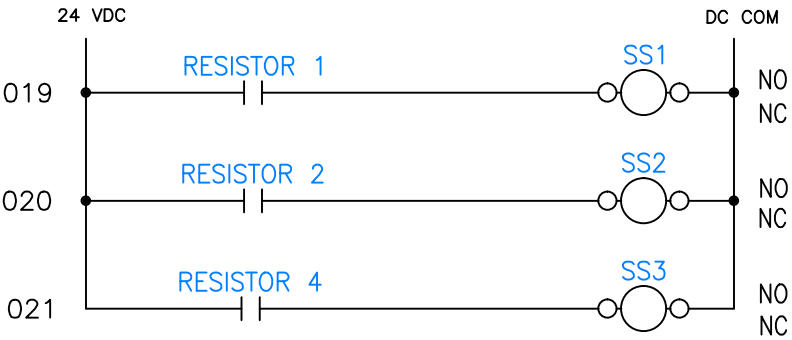 24 VDC DC COM
RESISTOR 1 SS1
019 NO
NC
RESISTOR 2 SS2
020 NO
NC
RESISTOR 4 SS3
021 NO
NC